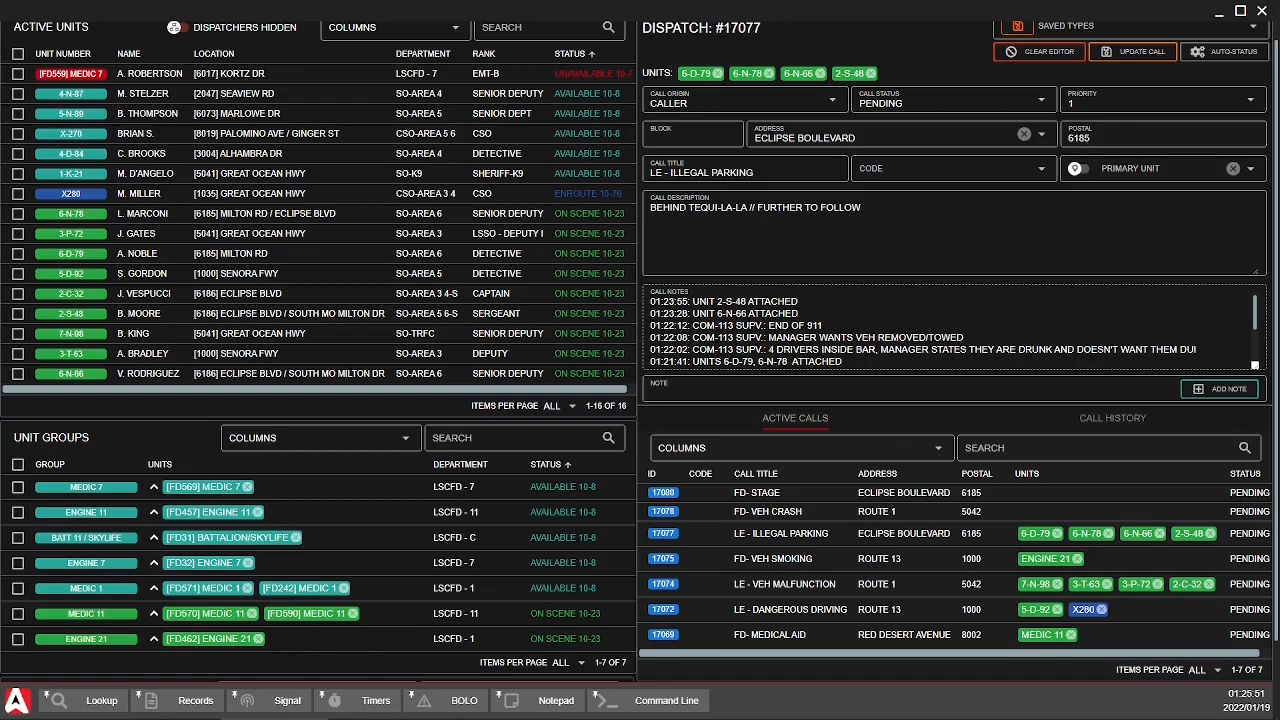 ACTIVE UNITS
DISPATCHERS HIDDEN
COLUMNS
SEARCH
UNIT NUMBER NAME LOCATION DEPARTMENT RANK STATUS
[FD559] MEDIC 7 A. ROBERTSON [6017] KORTZ DR LSCFD - 7 EMT-B UNAVAILABLE 10-7
4-N-87 M. STELZER [2047] SEAVIEW RD SO-AREA 4 SENIOR DEPUTY AVAILABLE 10-8
5-N-89 B. THOMPSON [6073] MARLOWE DR SO-AREA 5 SENIOR DEPT AVAILABLE 10-8
X-270 BRIAN S. [8019] PALOMINO AVE / GINGER ST CSO-AREA 5 6 CSO AVAILABLE 10-8
4-D-84 C. BROOKS [3004] ALHAMBRA DR SO-AREA 4 DETECTIVE AVAILABLE 10-8
1-K-21 M. D'ANGELO [5041] GREAT OCEAN HWY SO-K9 SHERIFF-K9 AVAILABLE 10-8
X280 M. MILLER [1035] GREAT OCEAN HWY CSO-AREA 3 4 CSO ENROUTE 10-76
6-N-78 L. MARCONI [6185] MILTON RD / ECLIPSE BLVD SO-AREA 6 SENIOR DEPUTY ON SCENE 10-23
3-P-72 J. GATES [5041] GREAT OCEAN HWY SO-AREA 3 LSSO - DEPUTY I ON SCENE 10-23
6-D-79 A. NOBLE [6185] MILTON RD SO-AREA 6 DETECTIVE ON SCENE 10-23
5-D-92 S. GORDON [1000] SENORA FWY SO-AREA 5 DETECTIVE ON SCENE 10-23
2-C-32 J. VESPUCCI [6186] ECLIPSE BLVD SO-AREA 3 4-S CAPTAIN ON SCENE 10-23
2-S-48 B. MOORE [6186] ECLIPSE BLVD / SOUTH MO MILTON DR SO-AREA 5 6-S SERGEANT ON SCENE 10-23
7-N-98 B. KING [5041] GREAT OCEAN HWY SO-TRFC SENIOR DEPUTY ON SCENE 10-23
3-T-63 A. BRADLEY [1000] SENORA FWY SO-AREA 3 DEPUTY ON SCENE 10-23
6-N-66 V. RODRIGUEZ [6186] ECLIPSE BLVD / SOUTH MO MILTON DR SO-AREA 6 SENIOR DEPUTY ON SCENE 10-23
ITEMS PER PAGE ALL 1-16 OF 16
UNIT GROUPS
COLUMNS
SEARCH
GROUP UNITS DEPARTMENT STATUS
MEDIC 7 [FD569] MEDIC 7 LSCFD - 7 AVAILABLE 10-8
ENGINE 11 [FD457] ENGINE 11 LSCFD - 11 AVAILABLE 10-8
BATT 11 / SKYLIFE [FD31] BATTALION/SKYLIFE LSCFD - C AVAILABLE 10-8
ENGINE 7 [FD32] ENGINE 7 LSCFD - 7 AVAILABLE 10-8
MEDIC 1 [FD571] MEDIC 1 [FD242] MEDIC 1 LSCFD - 1 AVAILABLE 10-8
MEDIC 11 [FD570] MEDIC 11 [FD590] MEDIC 11 LSCFD - 11 ON SCENE 10-23
ENGINE 21 [FD462] ENGINE 21 LSCFD - 1 ON SCENE 10-23
ITEMS PER PAGE ALL 1-7 OF 7
DISPATCH: #17077
SAVED TYPES
CLEAR EDITOR UPDATE CALL AUTO-STATUS
UNITS: 6-D-79 6-N-78 6-N-66 2-S-48
CALL ORIGIN CALL STATUS PRIORITY
CALLER PENDING 1
BLOCK ADDRESS POSTAL
ECLIPSE BOULEVARD 6185
CALL TITLE
LE - ILLEGAL PARKING CODE PRIMARY UNIT
CALL DESCRIPTION
BEHIND TEQUI-LA-LA // FURTHER TO FOLLOW
CALL NOTES
01:23:55: UNIT 2-S-48 ATTACHED
01:23:28: UNIT 6-N-66 ATTACHED
01:22:12: COM-113 SUPV.: END OF 911
01:22:08: COM-113 SUPV.: MANAGER WANTS VEH REMOVED/TOWED
01:22:02: COM-113 SUPV.: 4 DRIVERS INSIDE BAR, MANAGER STATES THEY ARE DRUNK AND DOESN'T WANT THEM DUI
01:21:41: UNITS 6-D-79, 6-N-78 ATTACHED
NOTE
ADD NOTE
ACTIVE CALLS CALL HISTORY
COLUMNS
SEARCH
ID CODE CALL TITLE ADDRESS POSTAL UNITS STATUS
17080 FD- STAGE ECLIPSE BOULEVARD 6185 PENDING
17078 FD- VEH CRASH ROUTE 1 5042 PENDING
17077 LE - ILLEGAL PARKING ECLIPSE BOULEVARD 6185 6-D-79 6-N-78 6-N-66 2-S-48 PENDING
17075 FD- VEH SMOKING ROUTE 13 1000 ENGINE 21 PENDING
17074 LE - VEH MALFUNCTION ROUTE 1 5042 7-N-98 3-T-63 3-P-72 2-C-32 PENDING
17072 LE - DANGEROUS DRIVING ROUTE 13 1000 5-D-92 X280 PENDING
17069 FD- MEDICAL AID RED DESERT AVENUE 8002 MEDIC 11 PENDING
ITEMS PER PAGE ALL 1-7 OF 7
Lookup Records Signal Timers BOLO Notepad Command Line
01:25:51
2022/01/19